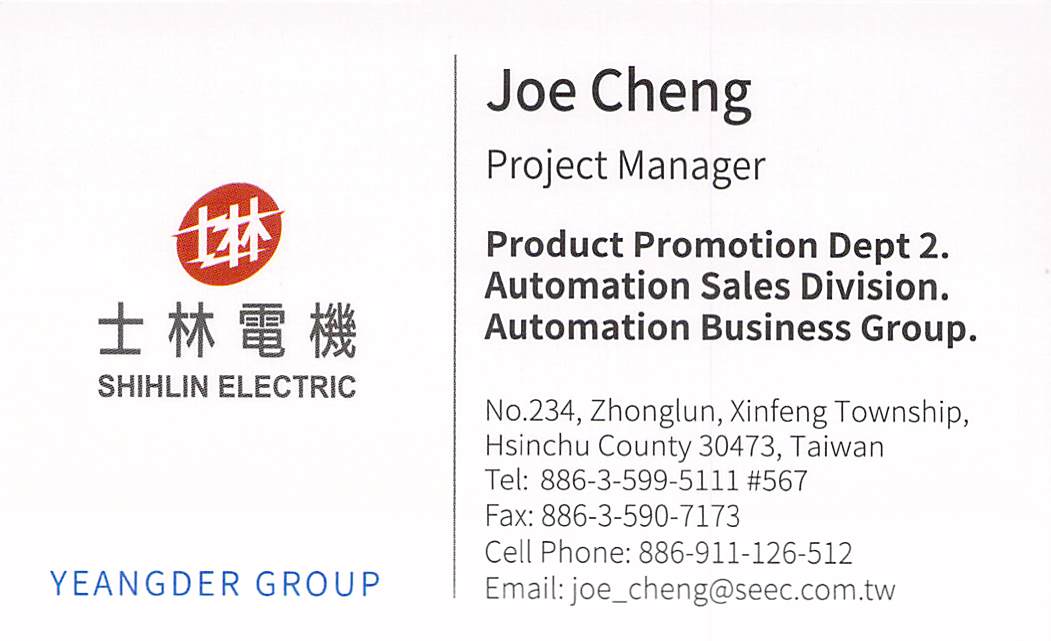 士林
士林電機
SHIHLIN ELECTRIC
YEANGDER GROUP
Joe Cheng
Project Manager
Product Promotion Dept 2.
Automation Sales Division.
Automation Business Group.
No.234, Zhonglun, Xinfeng Township,
Hsinchu County 30473, Taiwan
Tel: 886-3-599-5111 #567
Fax: 886-3-590-7173
Cell Phone: 886-911-126-512
Email: joe_cheng@seec.com.tw